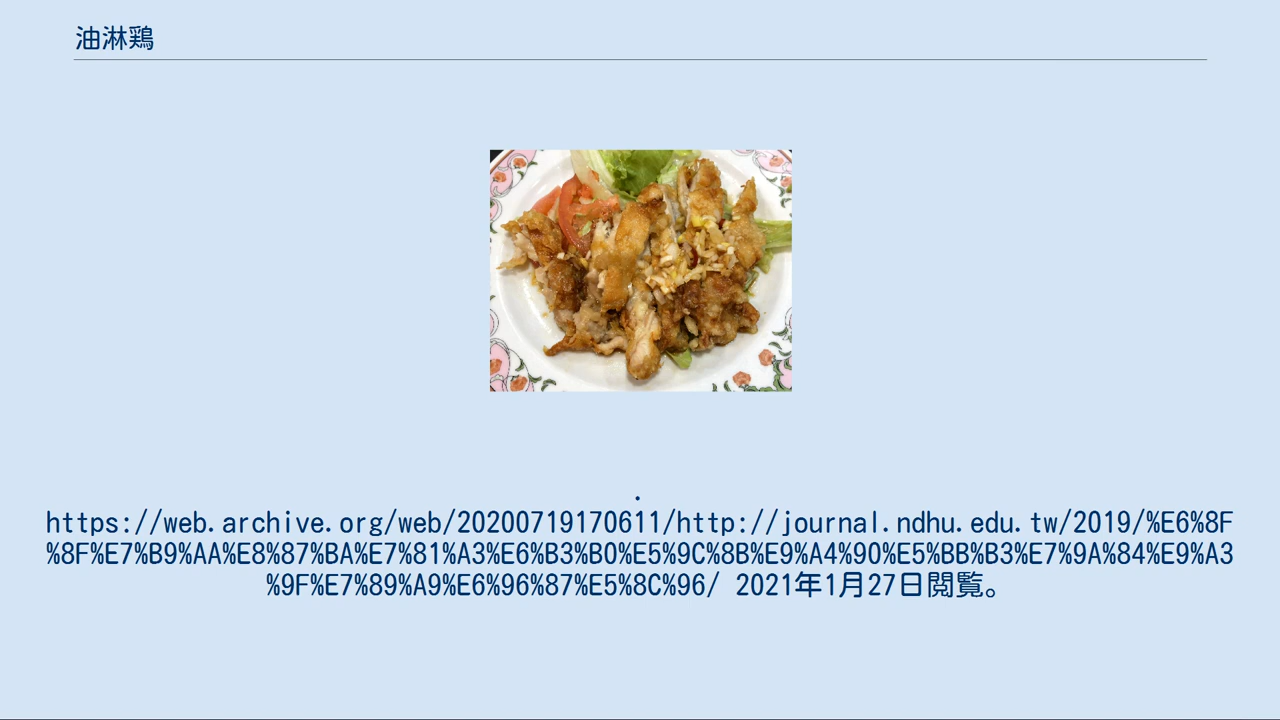 油淋鶏
.
https://web.archive.org/web/20200719170611/http://journal.ndhu.edu.tw/2019/%E6%8F
%8F%E7%B9%AA%E8%87%BA%E7%81%A3%E6%B3%B0%E5%9C%8B%E9%A4%90%E5%BB%B3%E7%9A%84%E9%A3
%9F%E7%89%A9%E6%96%87%E5%8C%96/ 2021年1月27日閲覧。